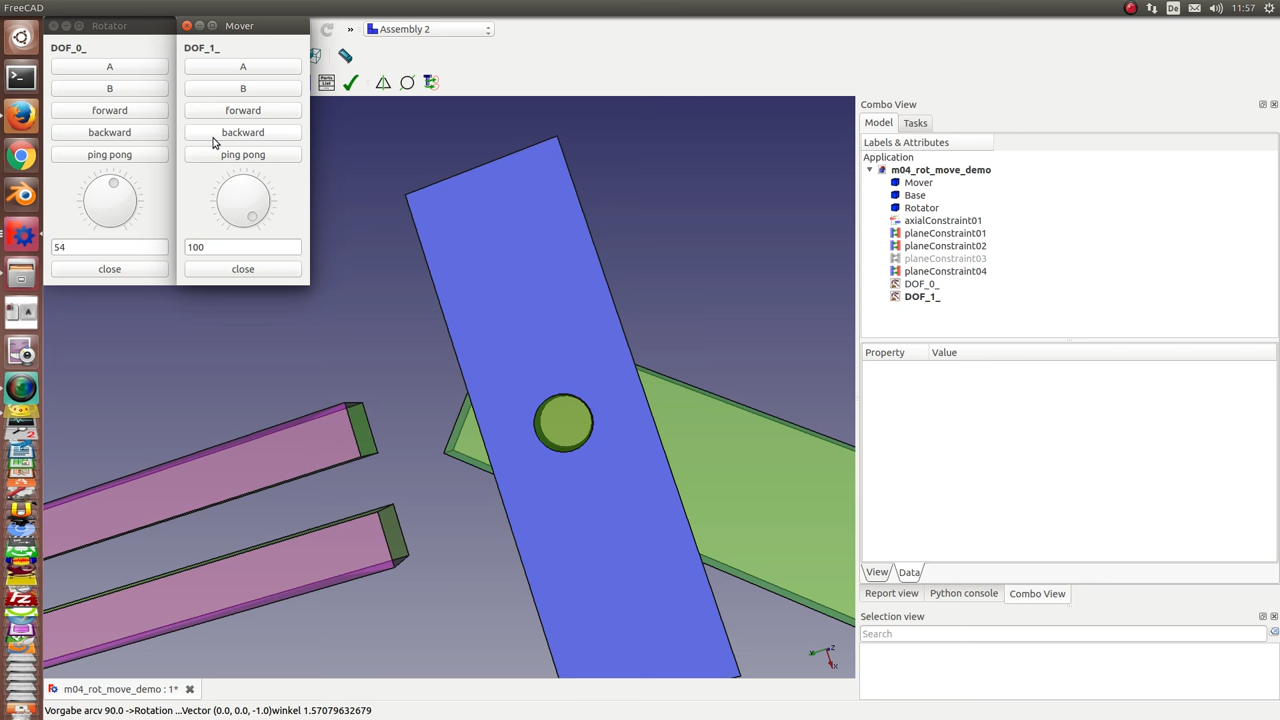 FreeCAD
De
11:57
Rotator
Mover
»
Assembly 2
DOF_0_
DOF_1_
A
A
B
B
forward
forward
backward
backward
ping pong
ping pong
54
100
close
close
Combo View
Model
Tasks
Labels & Attributes
Application
m04_rot_move_demo
Mover
Base
Rotator
axialConstraint01
planeConstraint01
planeConstraint02
planeConstraint03
planeConstraint04
DOF_0_
DOF_1_
Property
Value
View
Data
Report view
Python console
Combo View
Selection view
Search
m04_rot_move_demo : 1*
Vorgabe arcv 90.0 ->Rotation ...Vector (0.0, 0.0, -1.0)winkel 1.57079632679